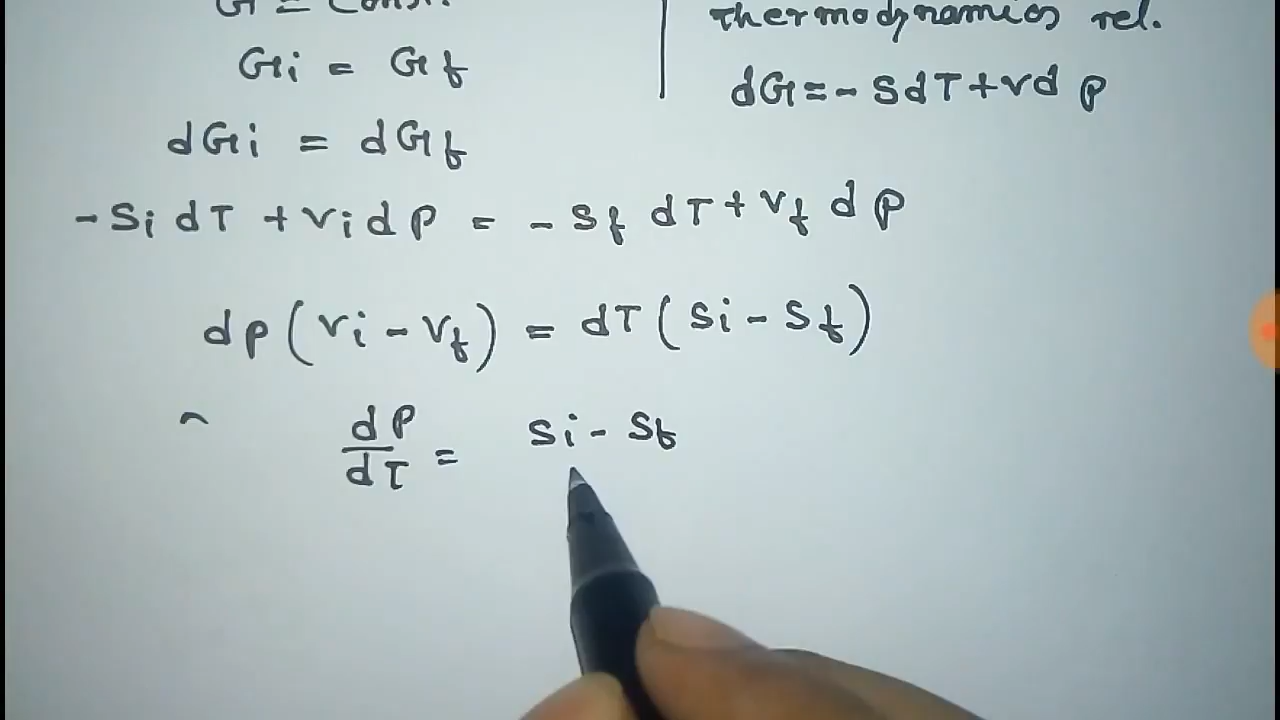 G = Const.
Gi = Gf
dGi = dGf
-Si dT + vi dP = - Sf dT + vf dP
dp (vi - vf) = dT (Si - Sf)
dP/dT = Si - Sf
thermodynamics rel.
dG = - SdT + vdp